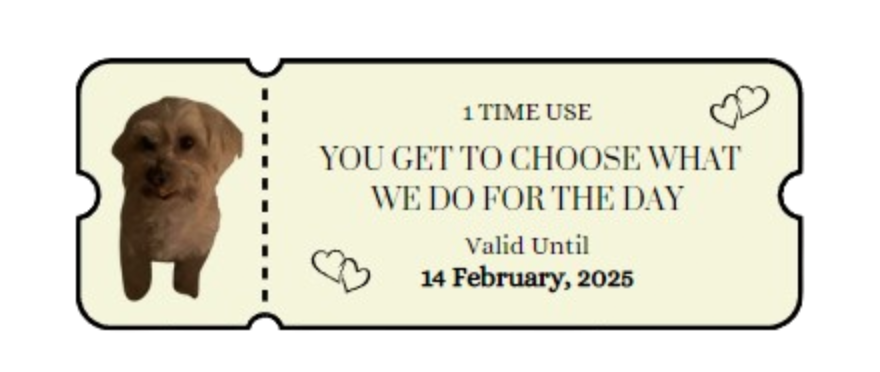 1 TIME USE
YOU GET TO CHOOSE WHAT
WE DO FOR THE DAY
Valid Until
14 February, 2025